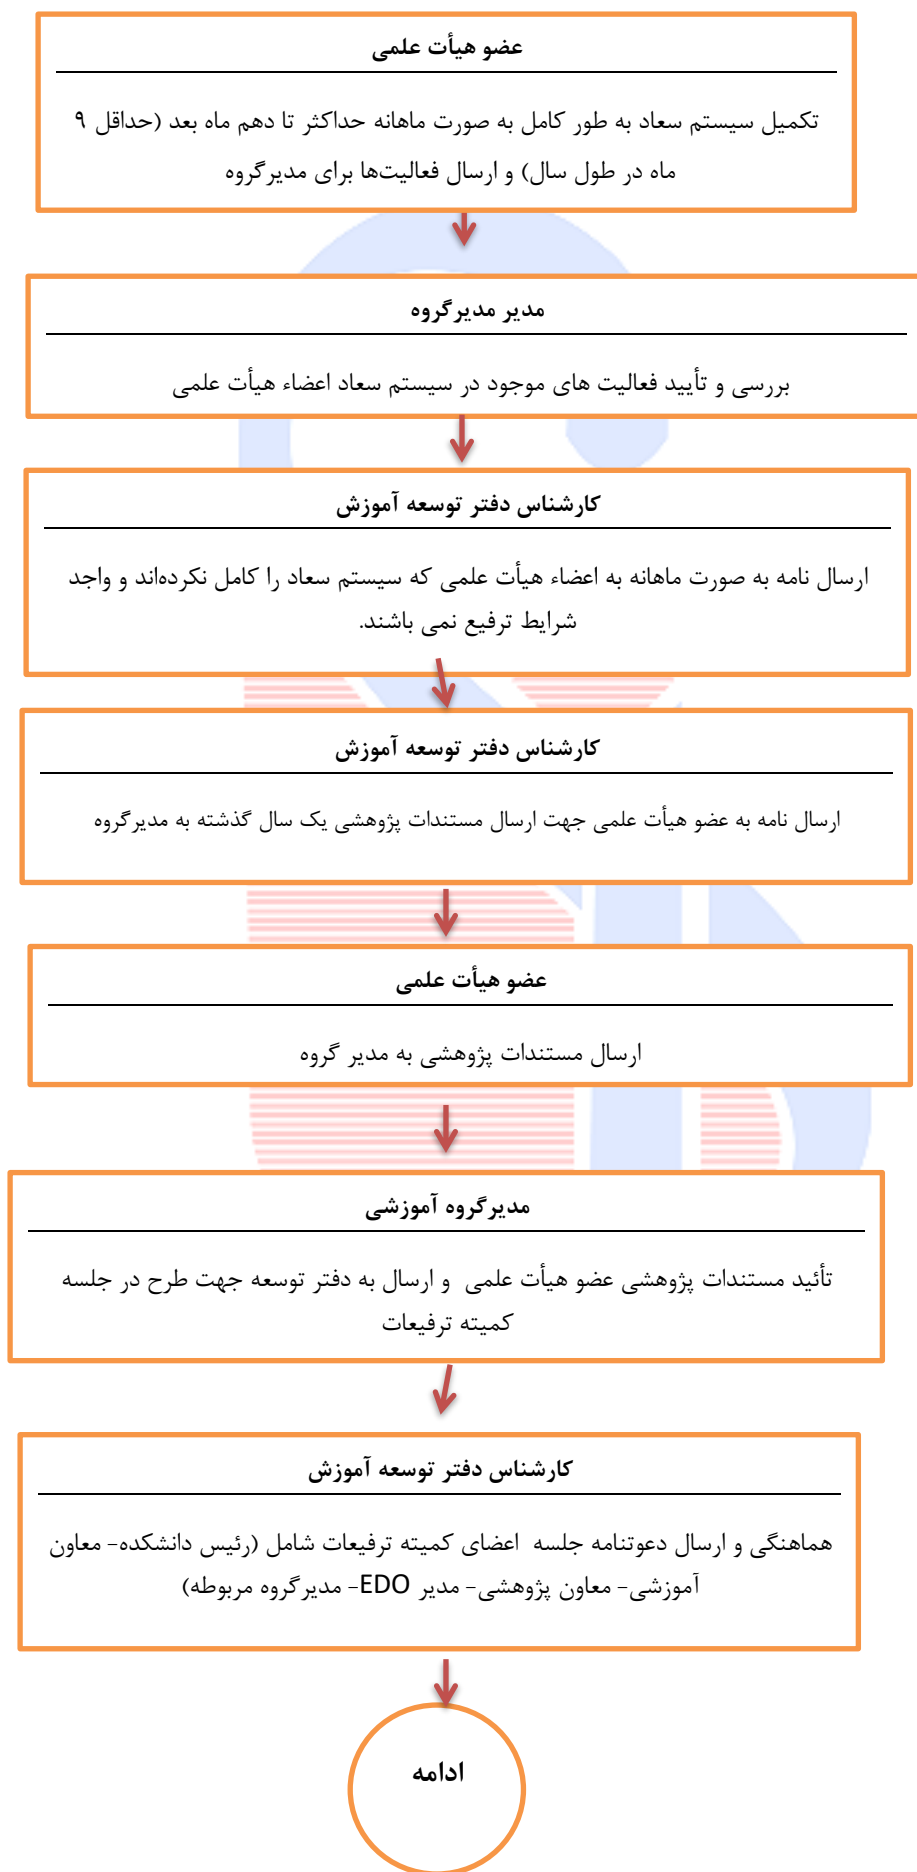 عضو هیأت علمی
تکمیل سیستم سعاد به طور کامل به صورت ماهانه حداکثر تا دهم ماه بعد (حداقل ۹
ماه در طول سال) و ارسال فعالیت‌ها برای مدیرگروه
مدیر مدیرگروه
بررسی و تأیید فعالیت های موجود در سیستم سعاد اعضاء هیأت علمی
کارشناس دفتر توسعه آموزش
ارسال نامه به صورت ماهانه به اعضاء هیأت علمی که سیستم سعاد را کامل نکرده‌اند و واجد
شرایط ترفیع نمی باشند.
کارشناس دفتر توسعه آموزش
ارسال نامه به عضو هیأت علمی جهت ارسال مستندات پژوهشی یک سال گذشته به مدیرگروه
عضو هیأت علمی
ارسال مستندات پژوهشی به مدیر گروه
مدیرگروه آموزشی
تأئید مستندات پژوهشی عضو هیأت علمی و ارسال به دفتر توسعه جهت طرح در جلسه
کمیته ترفیعات
کارشناس دفتر توسعه آموزش
هماهنگی و ارسال دعوتنامه جلسه اعضای کمیته ترفیعات شامل (رئیس دانشکده- معاون
آموزشی- معاون پژوهشی- مدیر EDO- مدیرگروه مربوطه)
ادامه